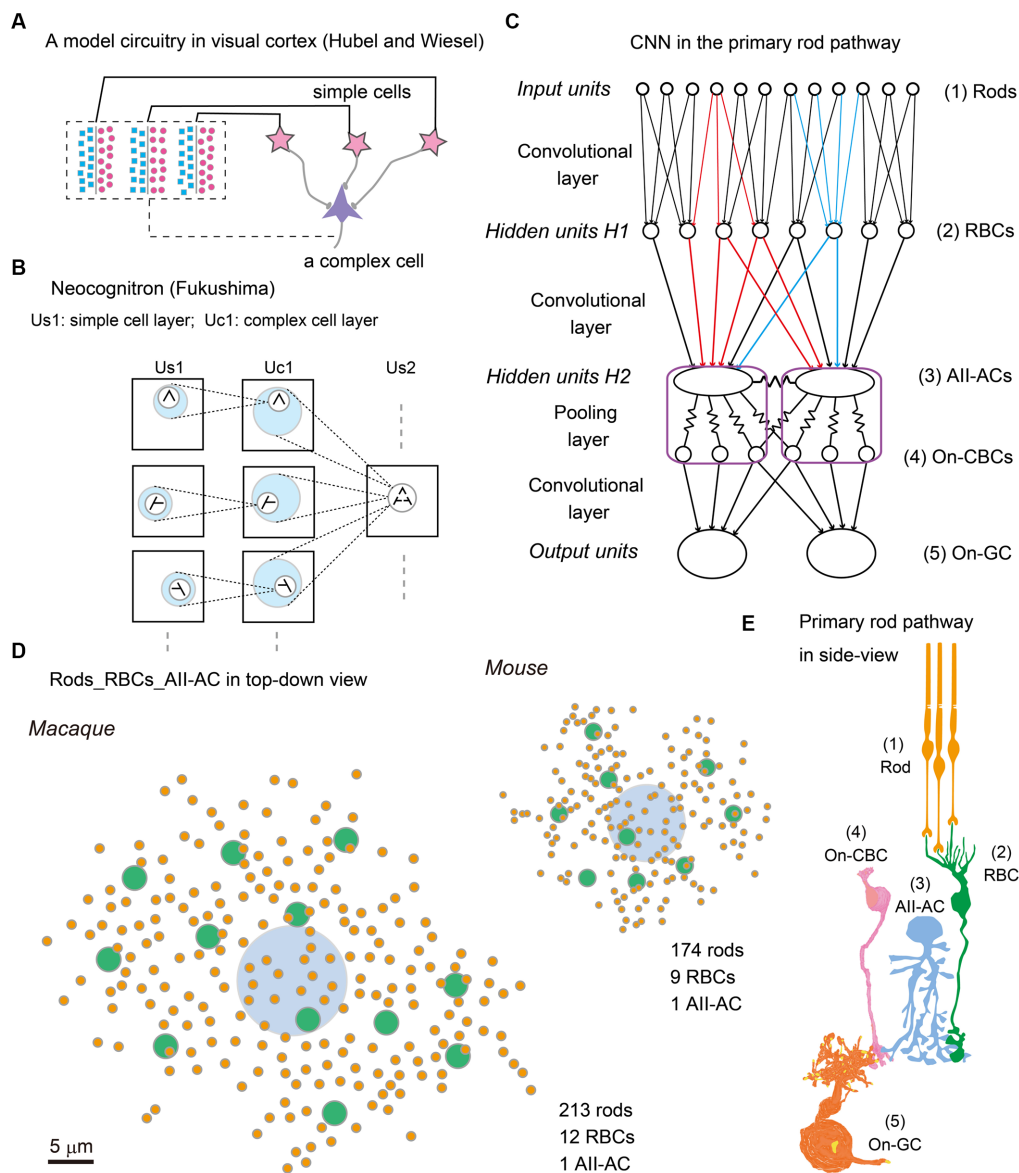 A
A model circuitry in visual cortex (Hubel and Wiesel)
simple cells
a complex cell
B
Neocognitron (Fukushima)
Us1: simple cell layer; Uc1: complex cell layer
Us1
Uc1
Us2
C
CNN in the primary rod pathway
Input units
(1) Rods
Convolutional
layer
Hidden units H1
(2) RBCs
Convolutional
layer
Hidden units H2
(3) AII-ACs
Pooling
layer
(4) On-CBCs
Convolutional
layer
Output units
(5) On-GC
D
Rods_RBCs_AII-AC in top-down view
Macaque
213 rods
12 RBCs
1 AII-AC
5 µm
Mouse
174 rods
9 RBCs
1 AII-AC
E
Primary rod pathway
in side-view
(1)
Rod
(4)
On-CBC
(2)
RBC
(3)
AII-AC
(5)
On-GC